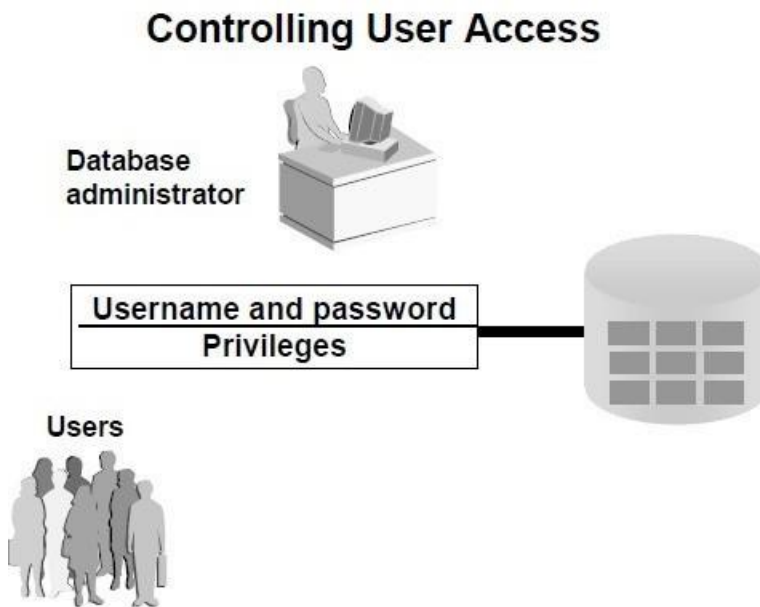 Controlling User Access
Database
administrator
Username and password
Privileges
Users